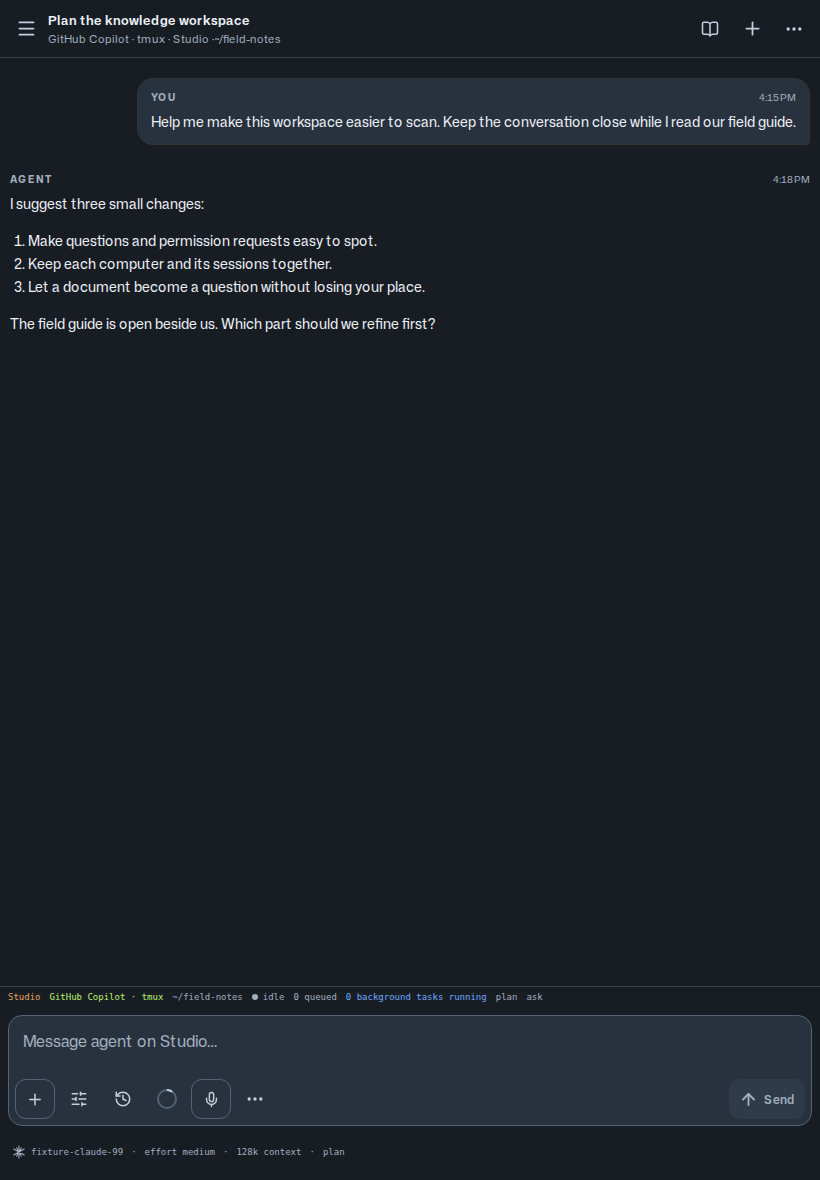 Plan the knowledge workspace
GitHub Copilot · tmux · Studio ·~/field-notes
YOU 4:15 PM
Help me make this workspace easier to scan. Keep the conversation close while I read our field guide.
AGENT 4:18 PM
I suggest three small changes:
1. Make questions and permission requests easy to spot.
2. Keep each computer and its sessions together.
3. Let a document become a question without losing your place.
The field guide is open beside us. Which part should we refine first?
Studio GitHub Copilot · tmux ~/field-notes ● idle 0 queued 0 background tasks running plan ask
Message agent on Studio...
Send
fixture-claude-99 · effort medium · 128k context · plan